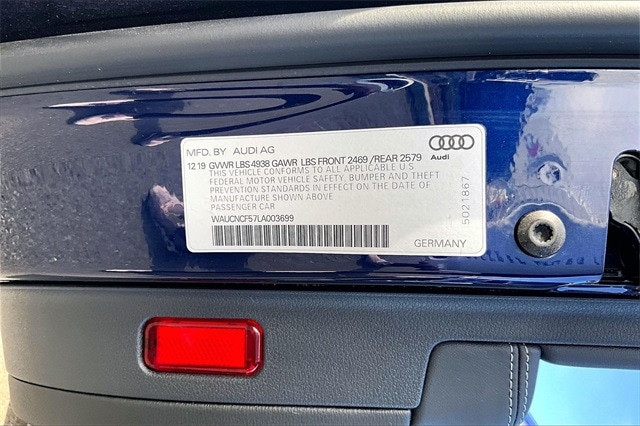 MFD. BY AUDI AG
12 19 GVWR LBS 4938 GAWR LBS FRONT 2469 /REAR 2579
THIS VEHICLE CONFORMS TO ALL APPLICABLE U.S
FEDERAL MOTOR VEHICLE SAFETY, BUMPER AND THEFT
PREVENTION STANDARDS IN EFFECT ON THE DATE OF
MANUFACTURE SHOWN ABOVE
PASSENGER CAR
WAUCNCF57LA003699
GERMANY
Audi
5021867